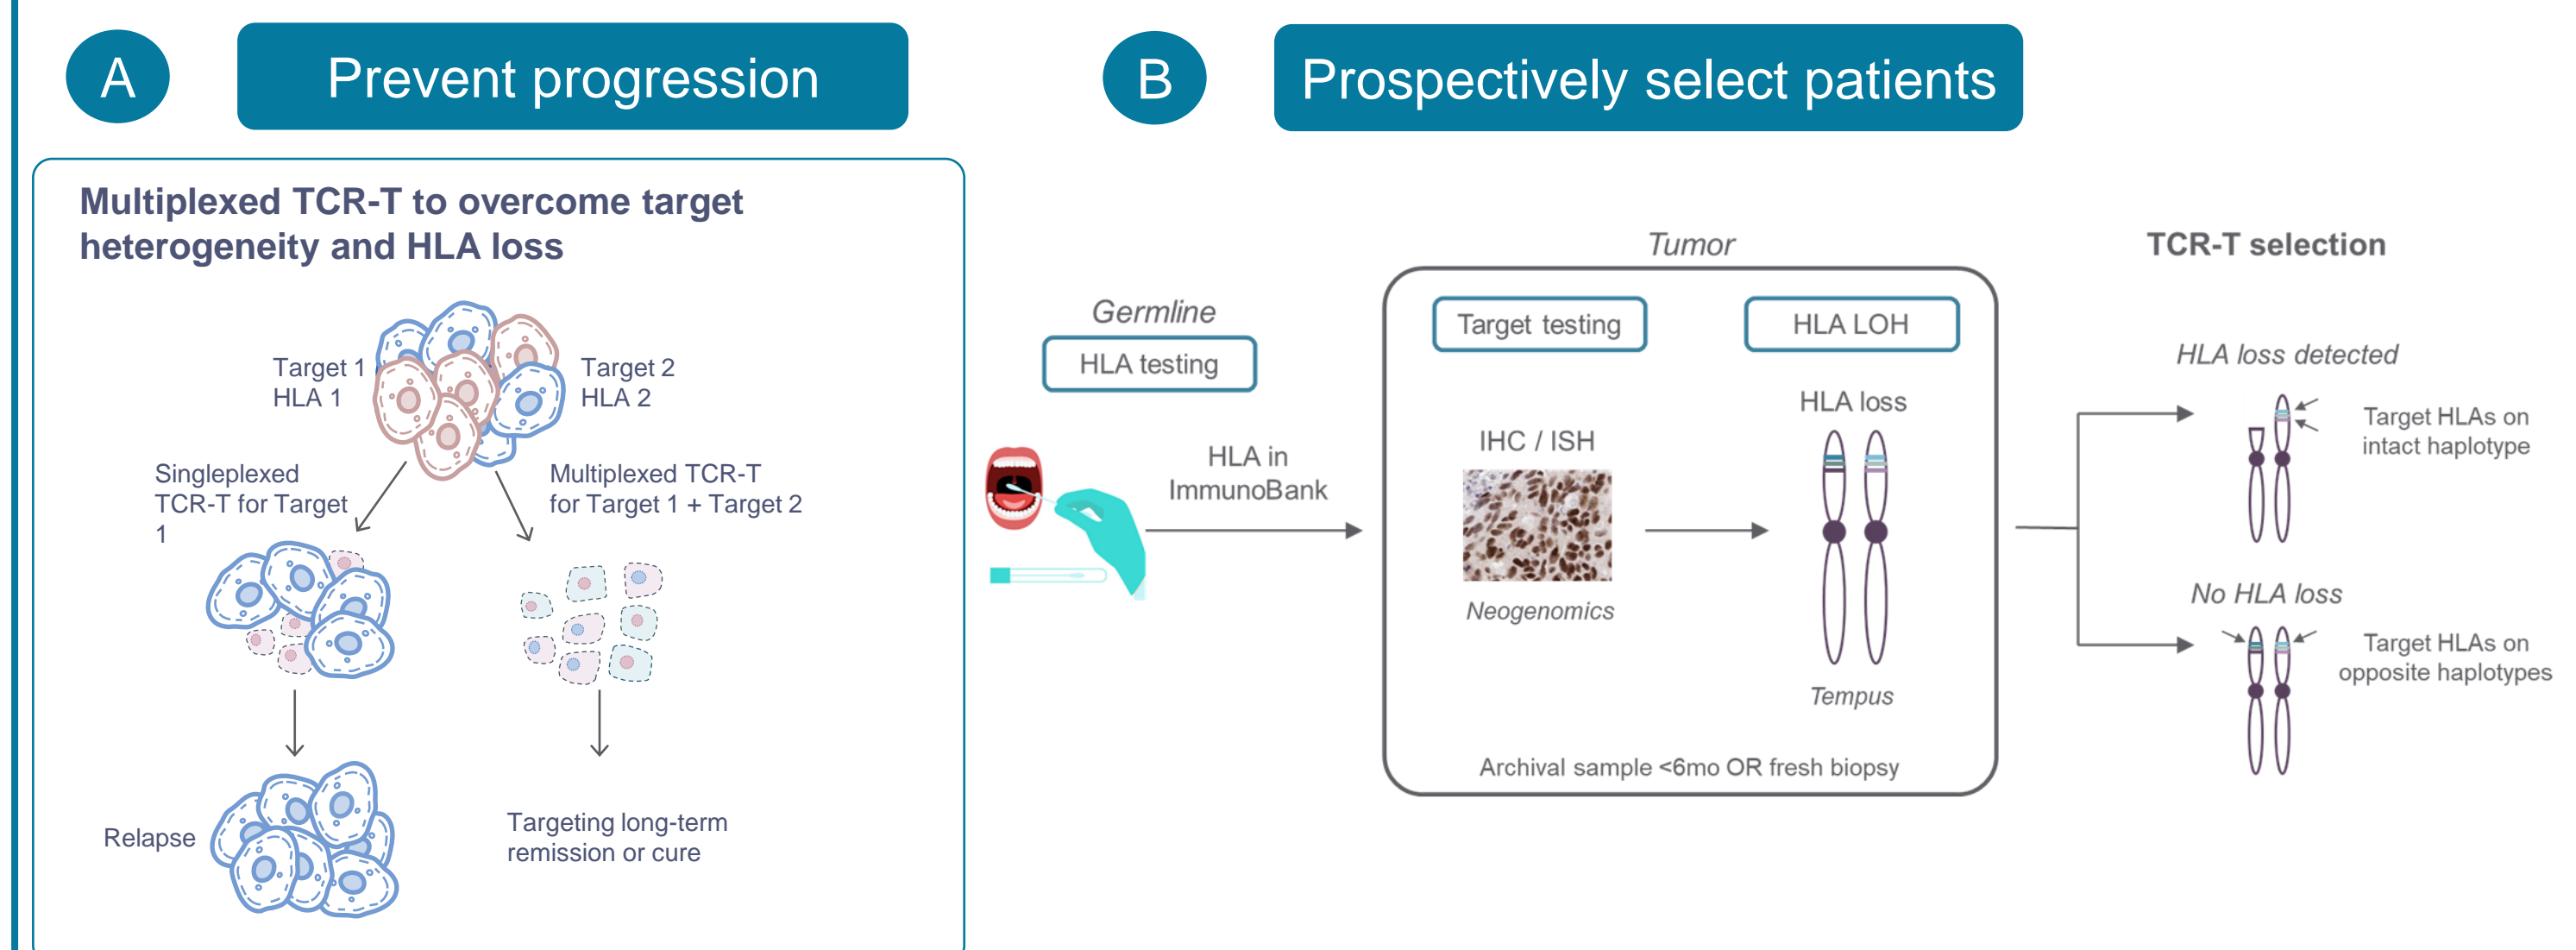 A
Prevent progression
Multiplexed TCR-T to overcome target
heterogeneity and HLA loss
Target 1
HLA 1
Target 2
HLA 2
Singleplexed
TCR-T for Target
1
Multiplexed TCR-T
for Target 1 + Target 2
Relapse
Targeting long-term
remission or cure
B
Prospectively select patients
Germline
HLA testing
HLA in
ImmunoBank
Tumor
Target testing
IHC / ISH
Neogenomics
HLA LOH
HLA loss
Tempus
Archival sample <6mo OR fresh biopsy
TCR-T selection
HLA loss detected
Target HLAs on
intact haplotype
No HLA loss
Target HLAs on
opposite haplotypes